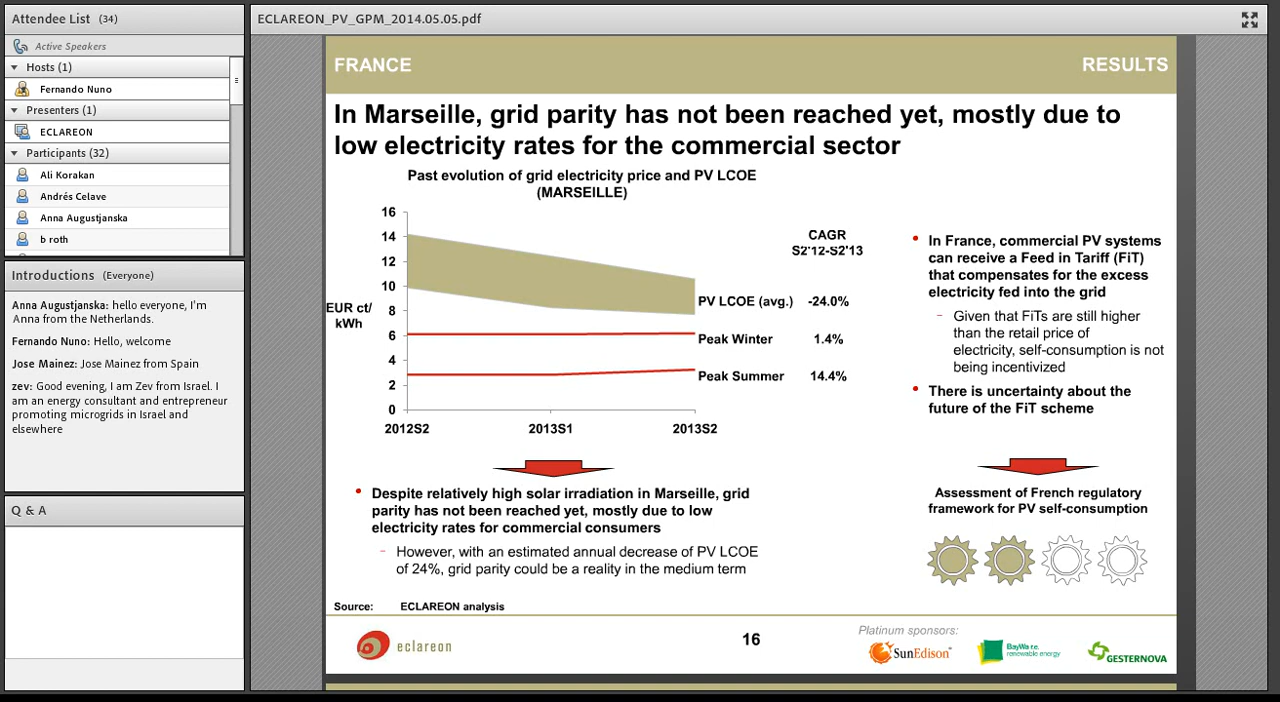 Attendee List (34)
Active Speakers
Hosts (1)
Fernando Nuno
Presenters (1)
ECLAREON
Participants (32)
Ali Korakan
Andrés Celave
Anna Augustjanska
b roth
Introductions (Everyone)
Anna Augustjanska: hello everyone, I'm
Anna from the Netherlands.
Fernando Nuno: Hello, welcome
Jose Mainez: Jose Mainez from Spain
zev: Good evening, I am Zev from Israel. I
am an energy consultant and entrepreneur
promoting microgrids in Israel and
elsewhere
Q & A
ECLAREON_PV_GPM_2014.05.05.pdf
FRANCE
RESULTS
In Marseille, grid parity has not been reached yet, mostly due to
low electricity rates for the commercial sector
Past evolution of grid electricity price and PV LCOE
(MARSEILLE)
EUR ct/
kWh
16
14
12
10
8
6
4
2
0
2012S2
2013S1
2013S2
CAGR
S2'12-S2'13
PV LCOE (avg.) -24.0%
Peak Winter 1.4%
Peak Summer 14.4%
Despite relatively high solar irradiation in Marseille, grid
parity has not been reached yet, mostly due to low
electricity rates for commercial consumers
However, with an estimated annual decrease of PV LCOE
of 24%, grid parity could be a reality in the medium term
In France, commercial PV systems
can receive a Feed in Tariff (FiT)
that compensates for the excess
electricity fed into the grid
Given that FiTs are still higher
than the retail price of
electricity, self-consumption is not
being incentivized
There is uncertainty about the
future of the FiT scheme
Assessment of French regulatory
framework for PV self-consumption
Source: ECLAREON analysis
eclareon
16
Platinum sponsors:
SunEdison
BayWa r.e.
renewable energy
GESTERNOVA